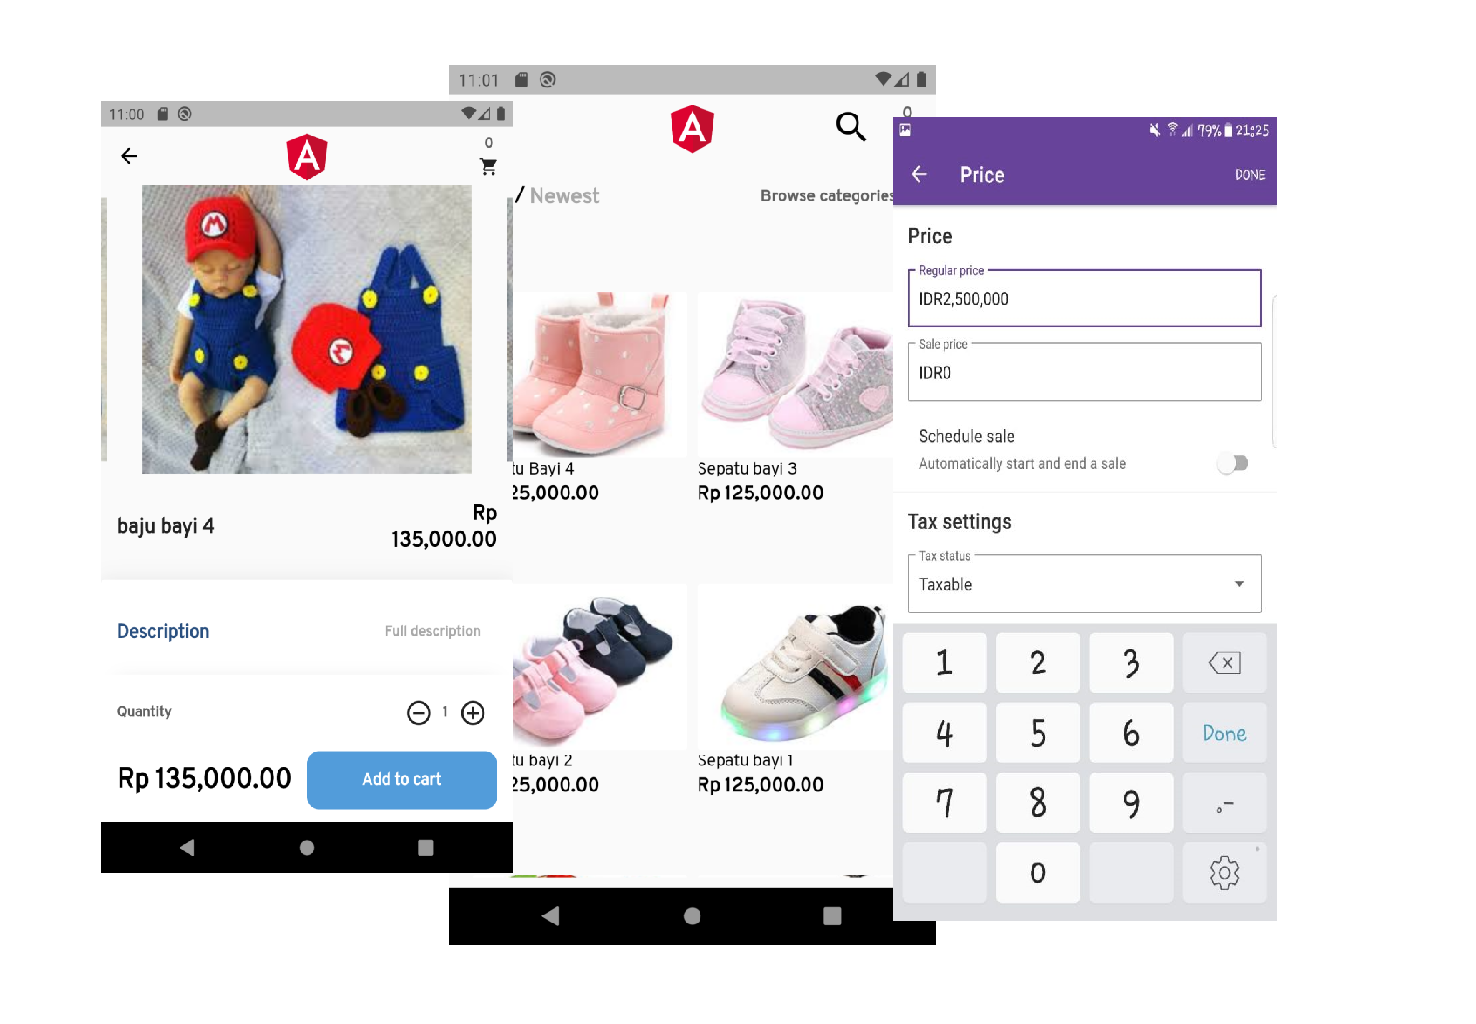 11:00
0
A
M
M
baju bayi 4
Rp
135,000.00
Description
Full description
Quantity
1
Rp 135,000.00
Add to cart
11:01
0
A
/ Newest
Browse categories
tu Bayi 4
25,000.00
Sepatu bayi 3
Rp 125,000.00
tu bayi 2
25,000.00
Sepatu bayi 1
Rp 125,000.00
79% 21:25
Price
DONE
Price
Regular price
IDR2,500,000
Sale price
IDR0
Schedule sale
Automatically start and end a sale
Tax settings
Tax status
Taxable
1 2 3
4 5 6 Done
7 8 9 .-
0